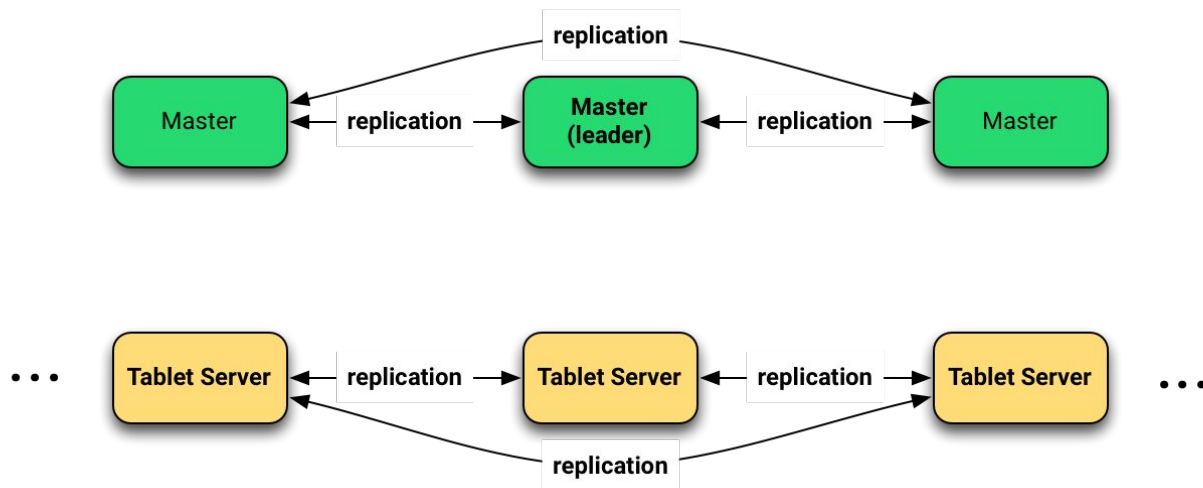 replication
Master
replication
Master
(leader)
replication
Master
...
Tablet Server
replication
Tablet Server
replication
Tablet Server
...
replication